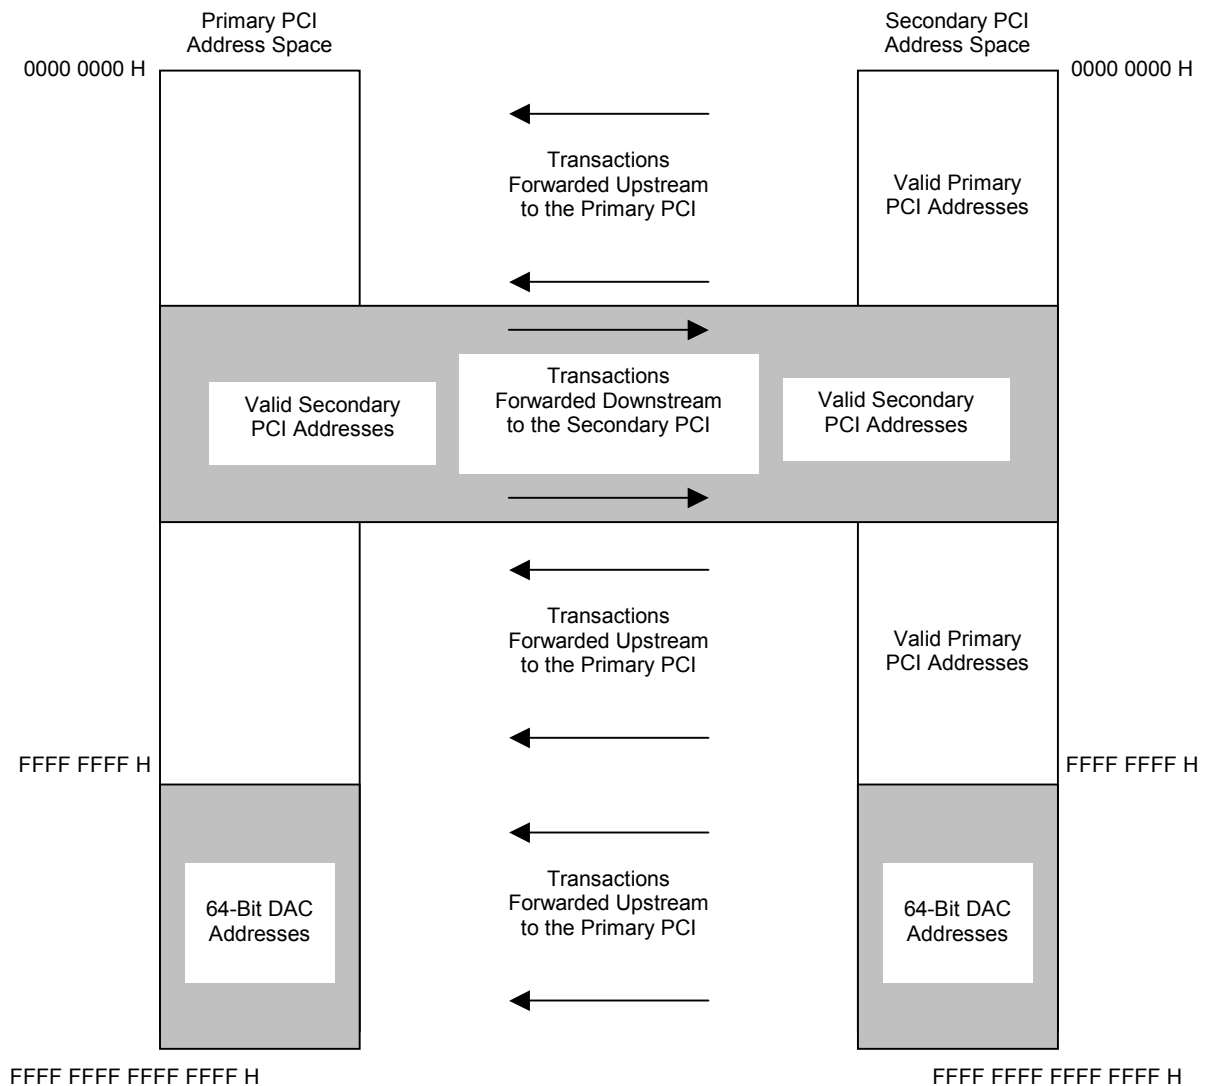 Primary PCI
Address Space
Secondary PCI
Address Space
0000 0000 H
0000 0000 H
Transactions
Forwarded Upstream
to the Primary PCI
Valid Primary
PCI Addresses
Valid Secondary
PCI Addresses
Transactions
Forwarded Downstream
to the Secondary PCI
Valid Secondary
PCI Addresses
Transactions
Forwarded Upstream
to the Primary PCI
Valid Primary
PCI Addresses
FFFF FFFF H
FFFF FFFF H
64-Bit DAC
Addresses
Transactions
Forwarded Upstream
to the Primary PCI
64-Bit DAC
Addresses
FFFF FFFF FFFF FFFF H
FFFF FFFF FFFF FFFF H